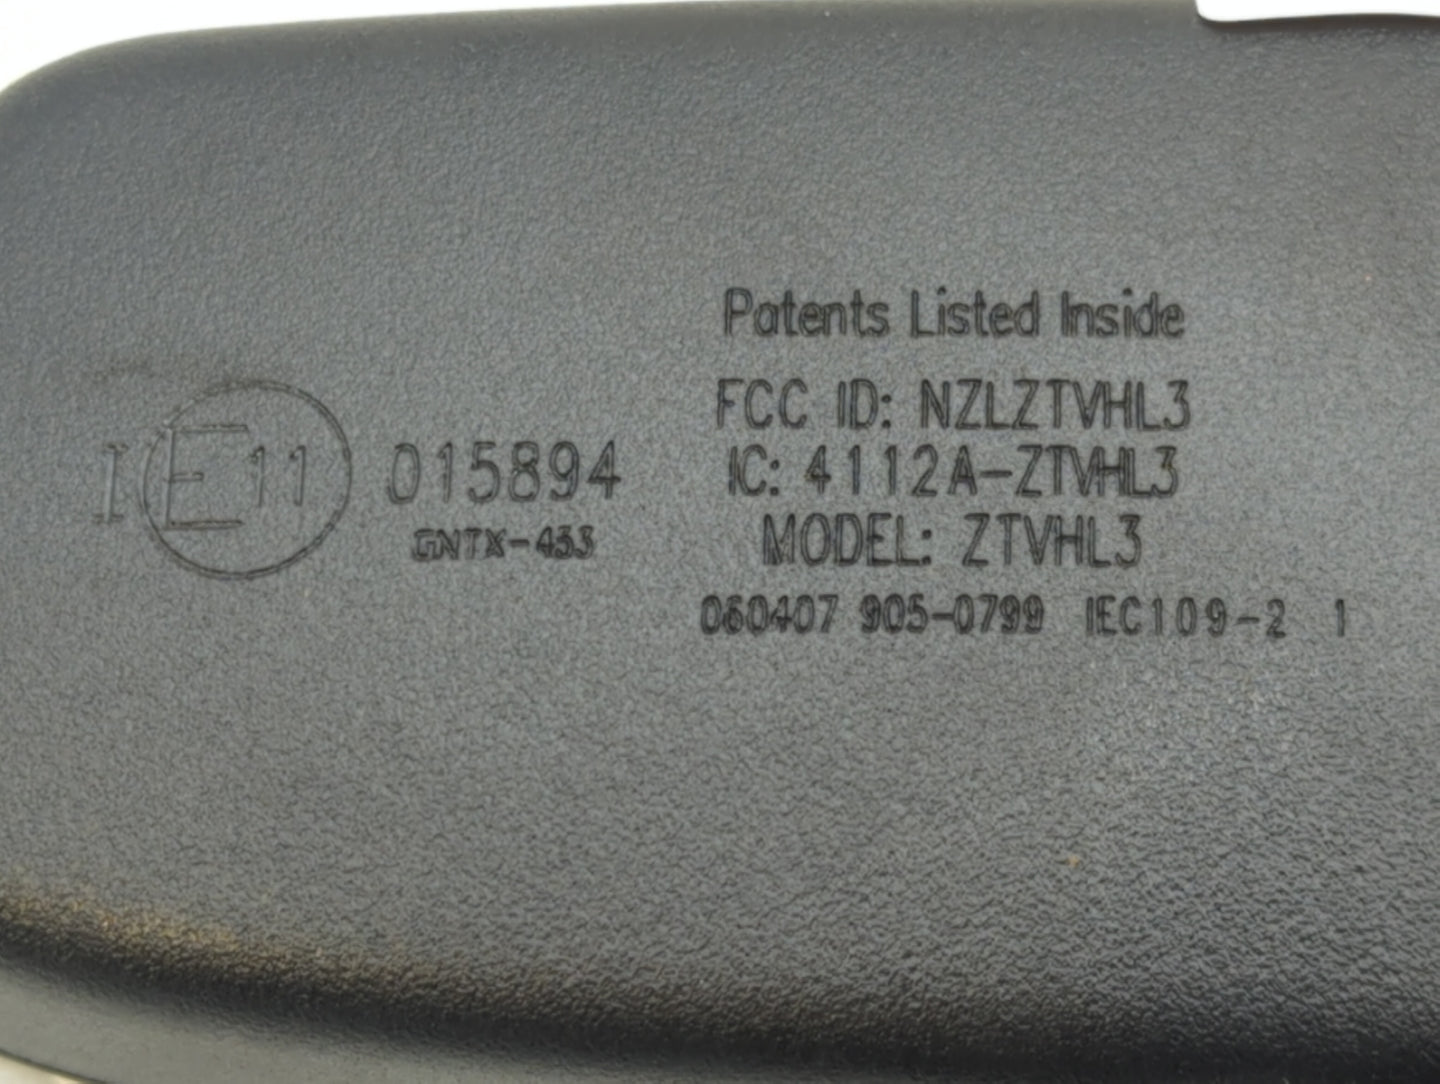 Patents Listed Inside
FCC ID: NZLZTVHL3
I E11 015894
IC: 4112A-ZTVHL3
GNTX-453
MODEL: ZTVHL3
060407 905-0799 IEC109-2 1